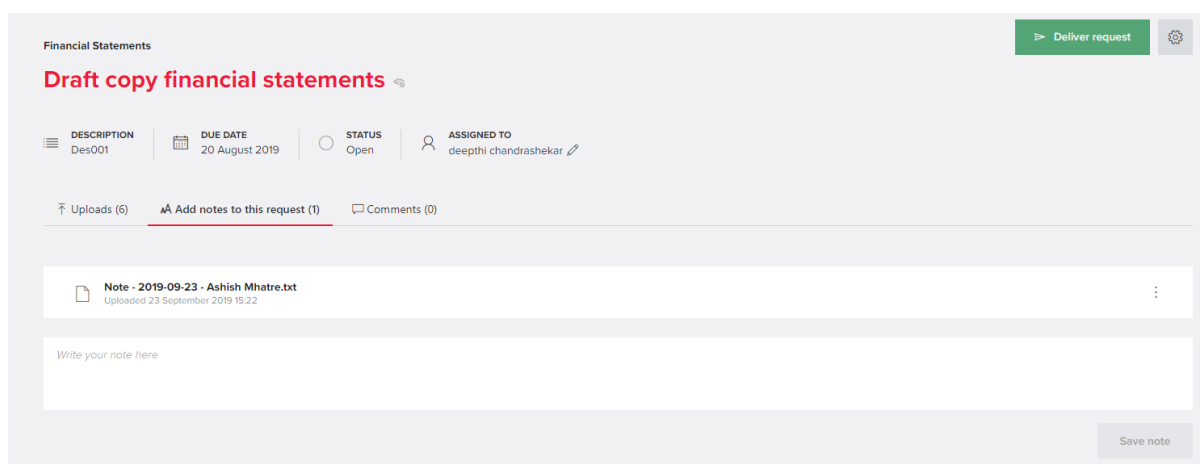 Financial Statements
Deliver request
Draft copy financial statements
DESCRIPTION
Des001
DUE DATE
20 August 2019
STATUS
Open
ASSIGNED TO
deepthi chandrashekar
Uploads (6)
AA Add notes to this request (1)
Comments (0)
Note - 2019-09-23 - Ashish Mhatre.txt
Uploaded 23 September 2019 15:22
Write your note here
Save note